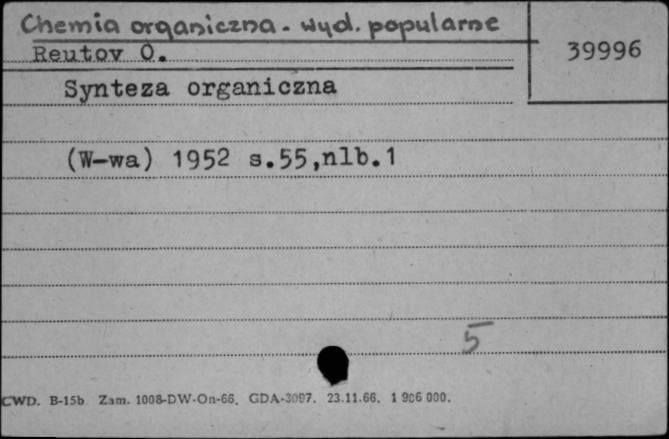 Chemia organiczna - wyd. popularne
Reutov O.
39996
Synteza organiczna
(W-wa) 1952 s.55,nlb.1
5
CWD. B-15b Zam. 1008-DW-On-66. GDA-3097. 23.11.66. 1 906 000.